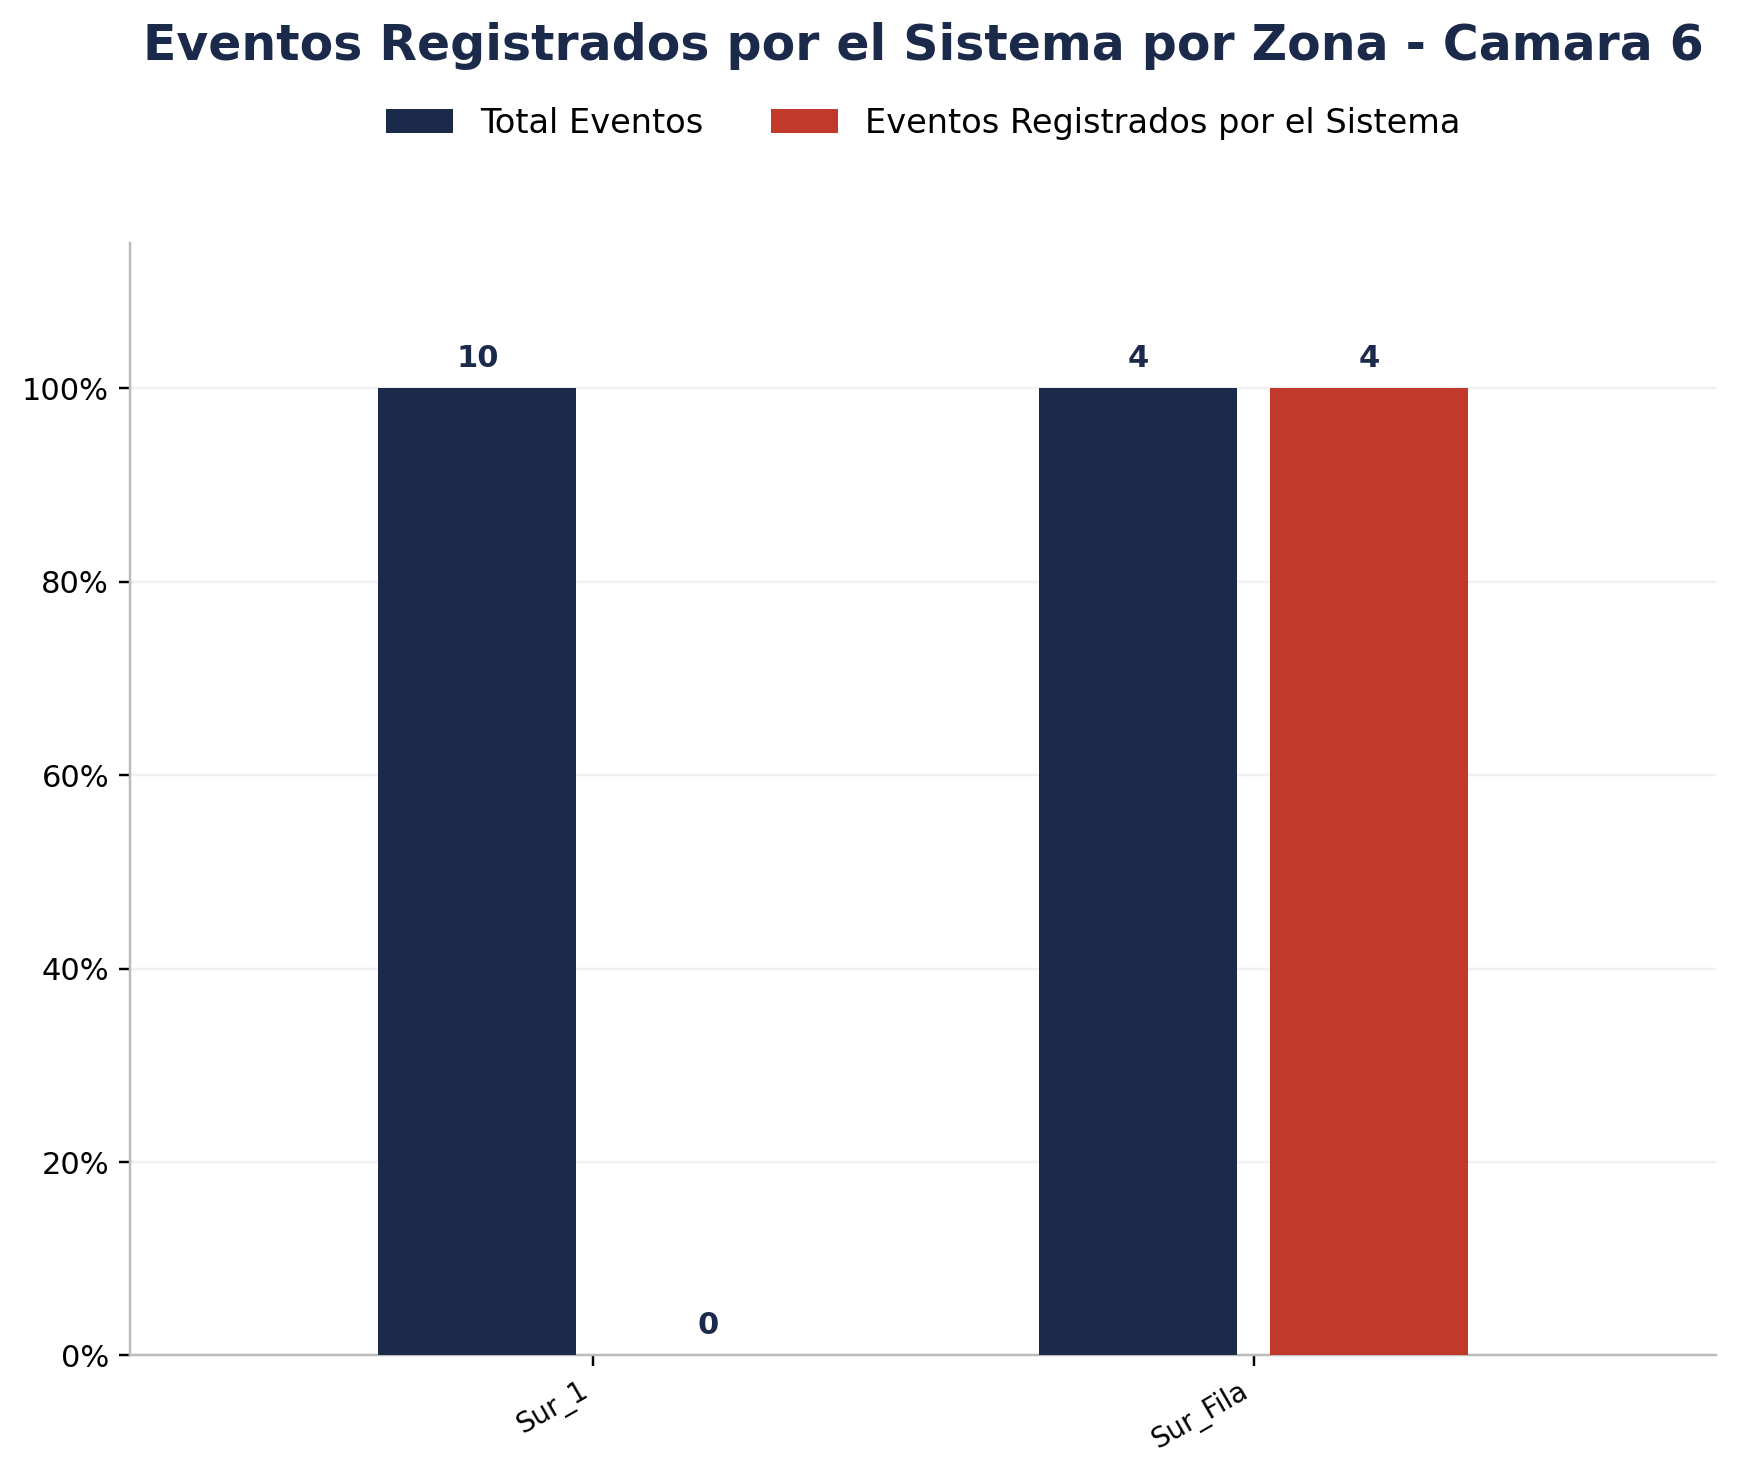 Eventos Registrados por el Sistema por Zona - Camara 6
Total Eventos
Eventos Registrados por el Sistema
10
4
4
100%
80%
60%
40%
20%
0
0%
Sur_1
Sur_Fila